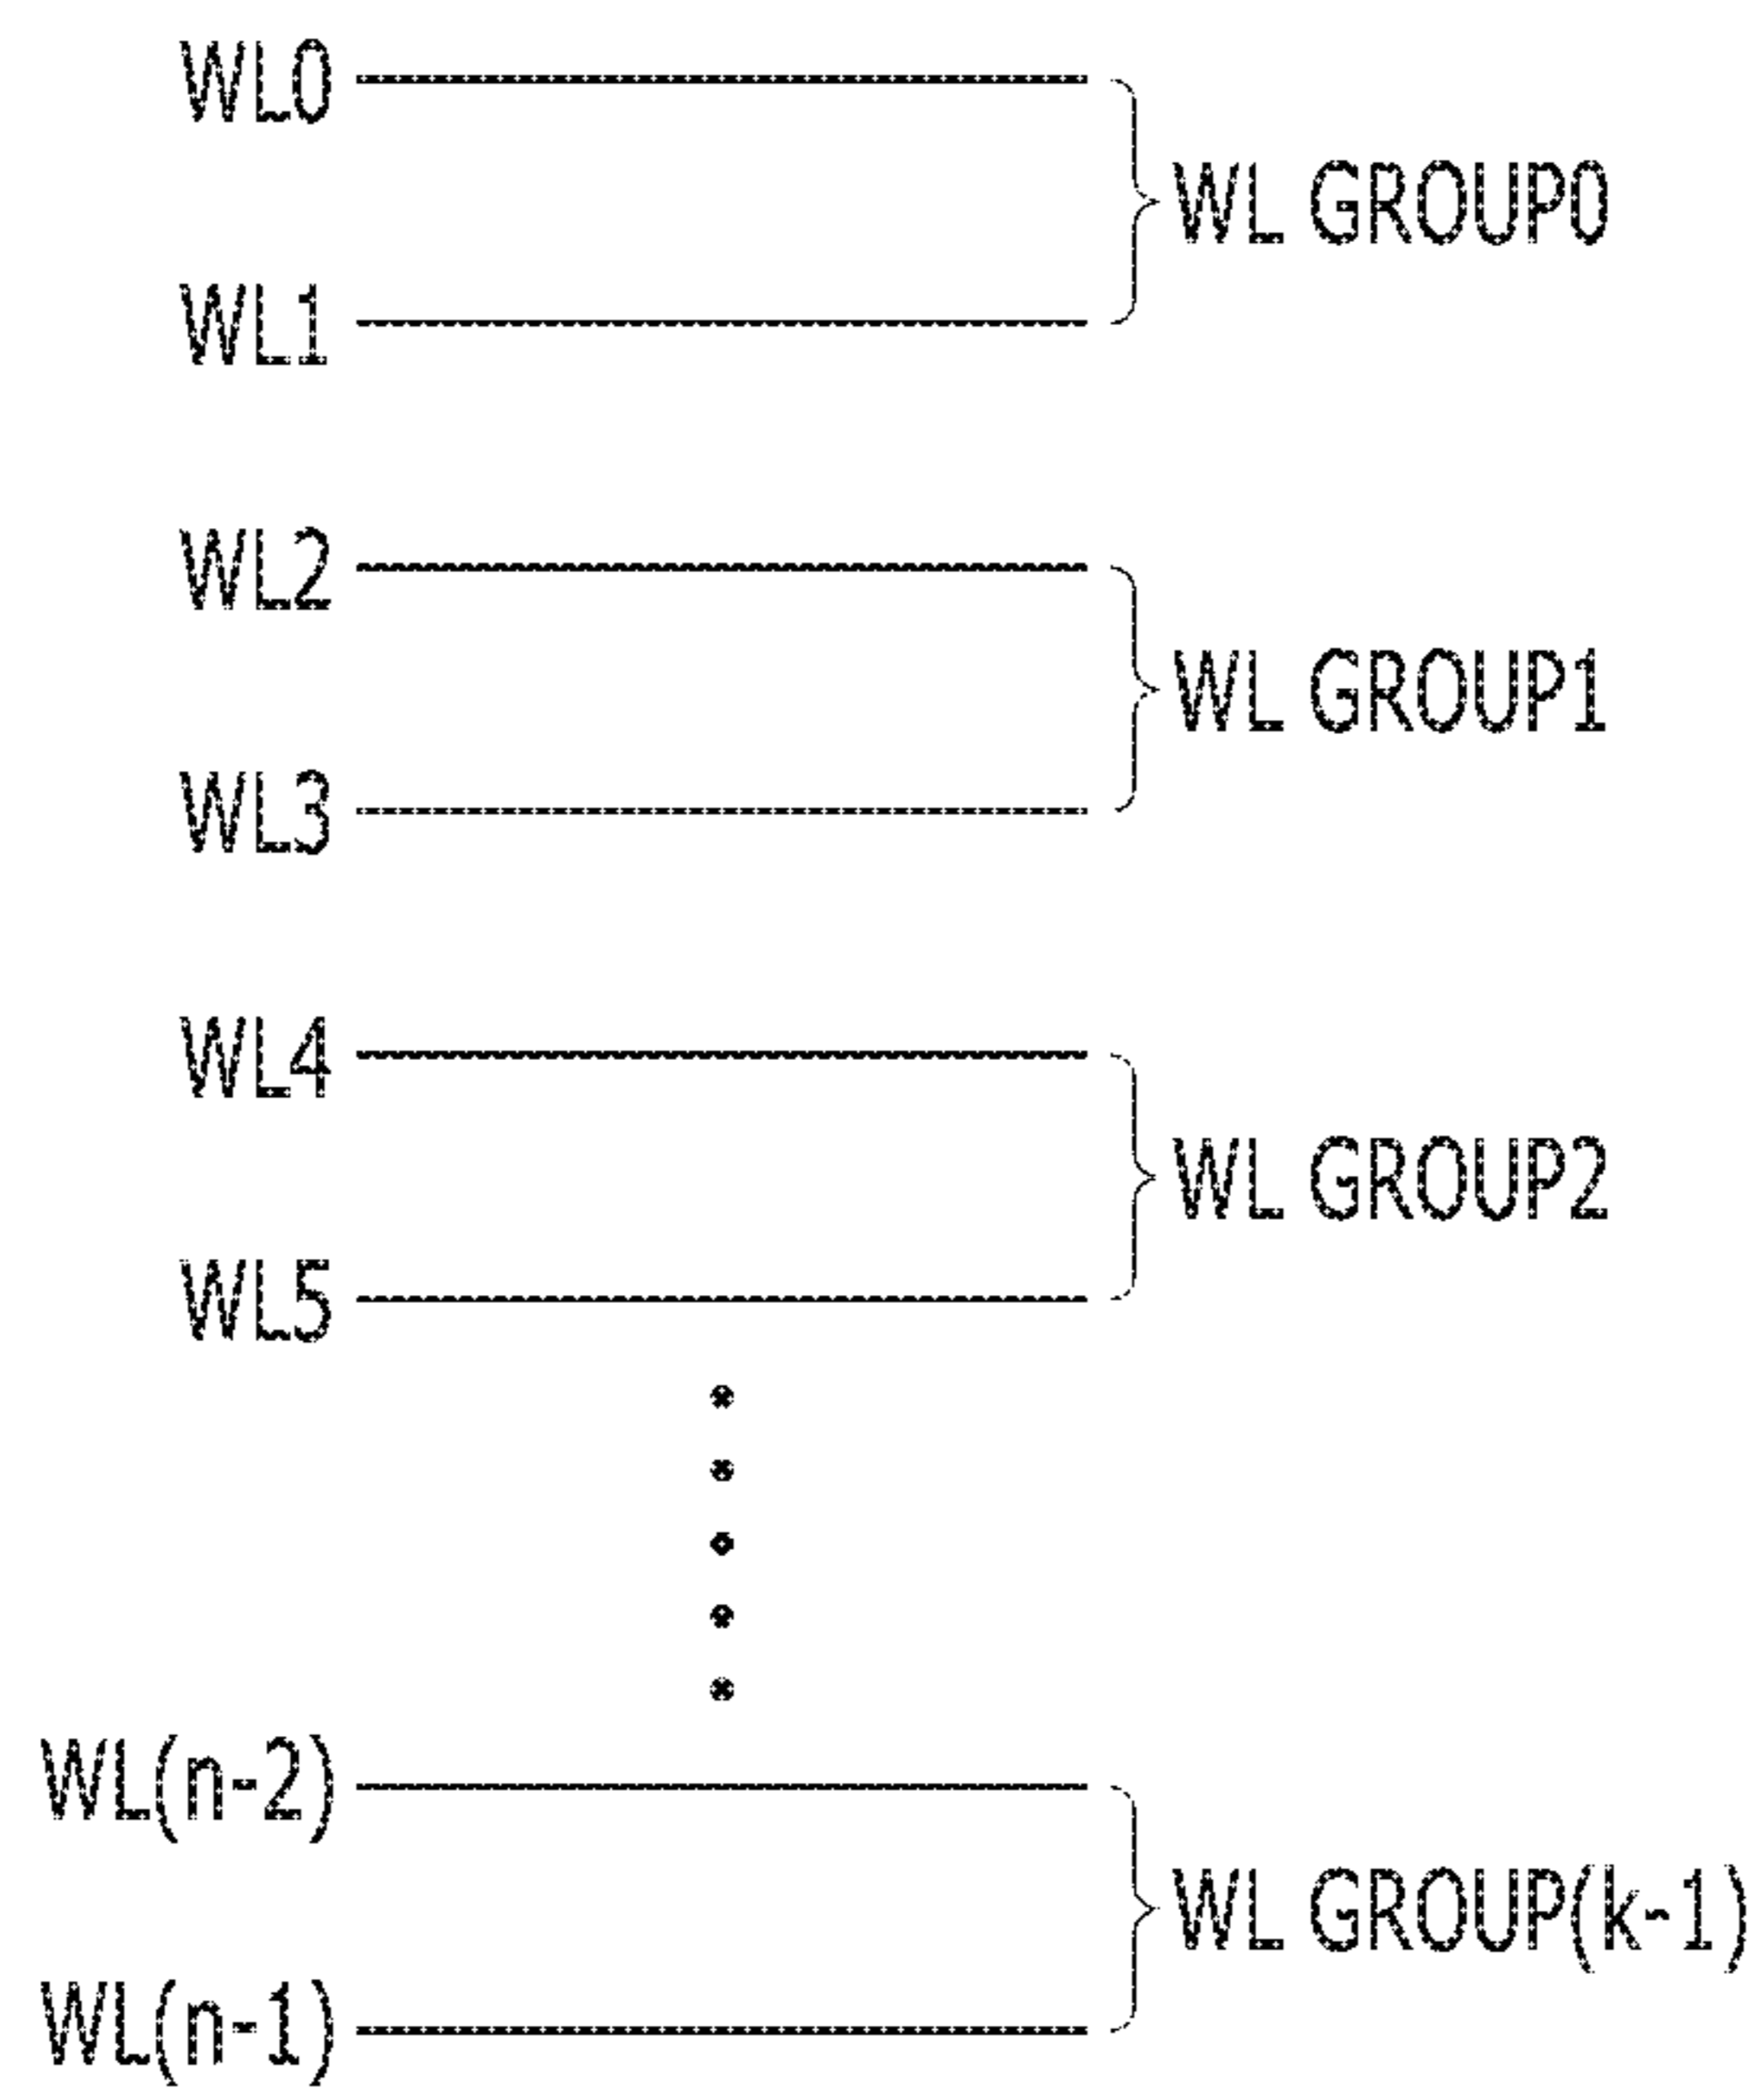 WL0
WL GROUP0
WL1
WL2
WL GROUP1
WL3
WL4
WL GROUP2
WL5
WL(n-2)
WL GROUP(k-1)
WL(n-1)